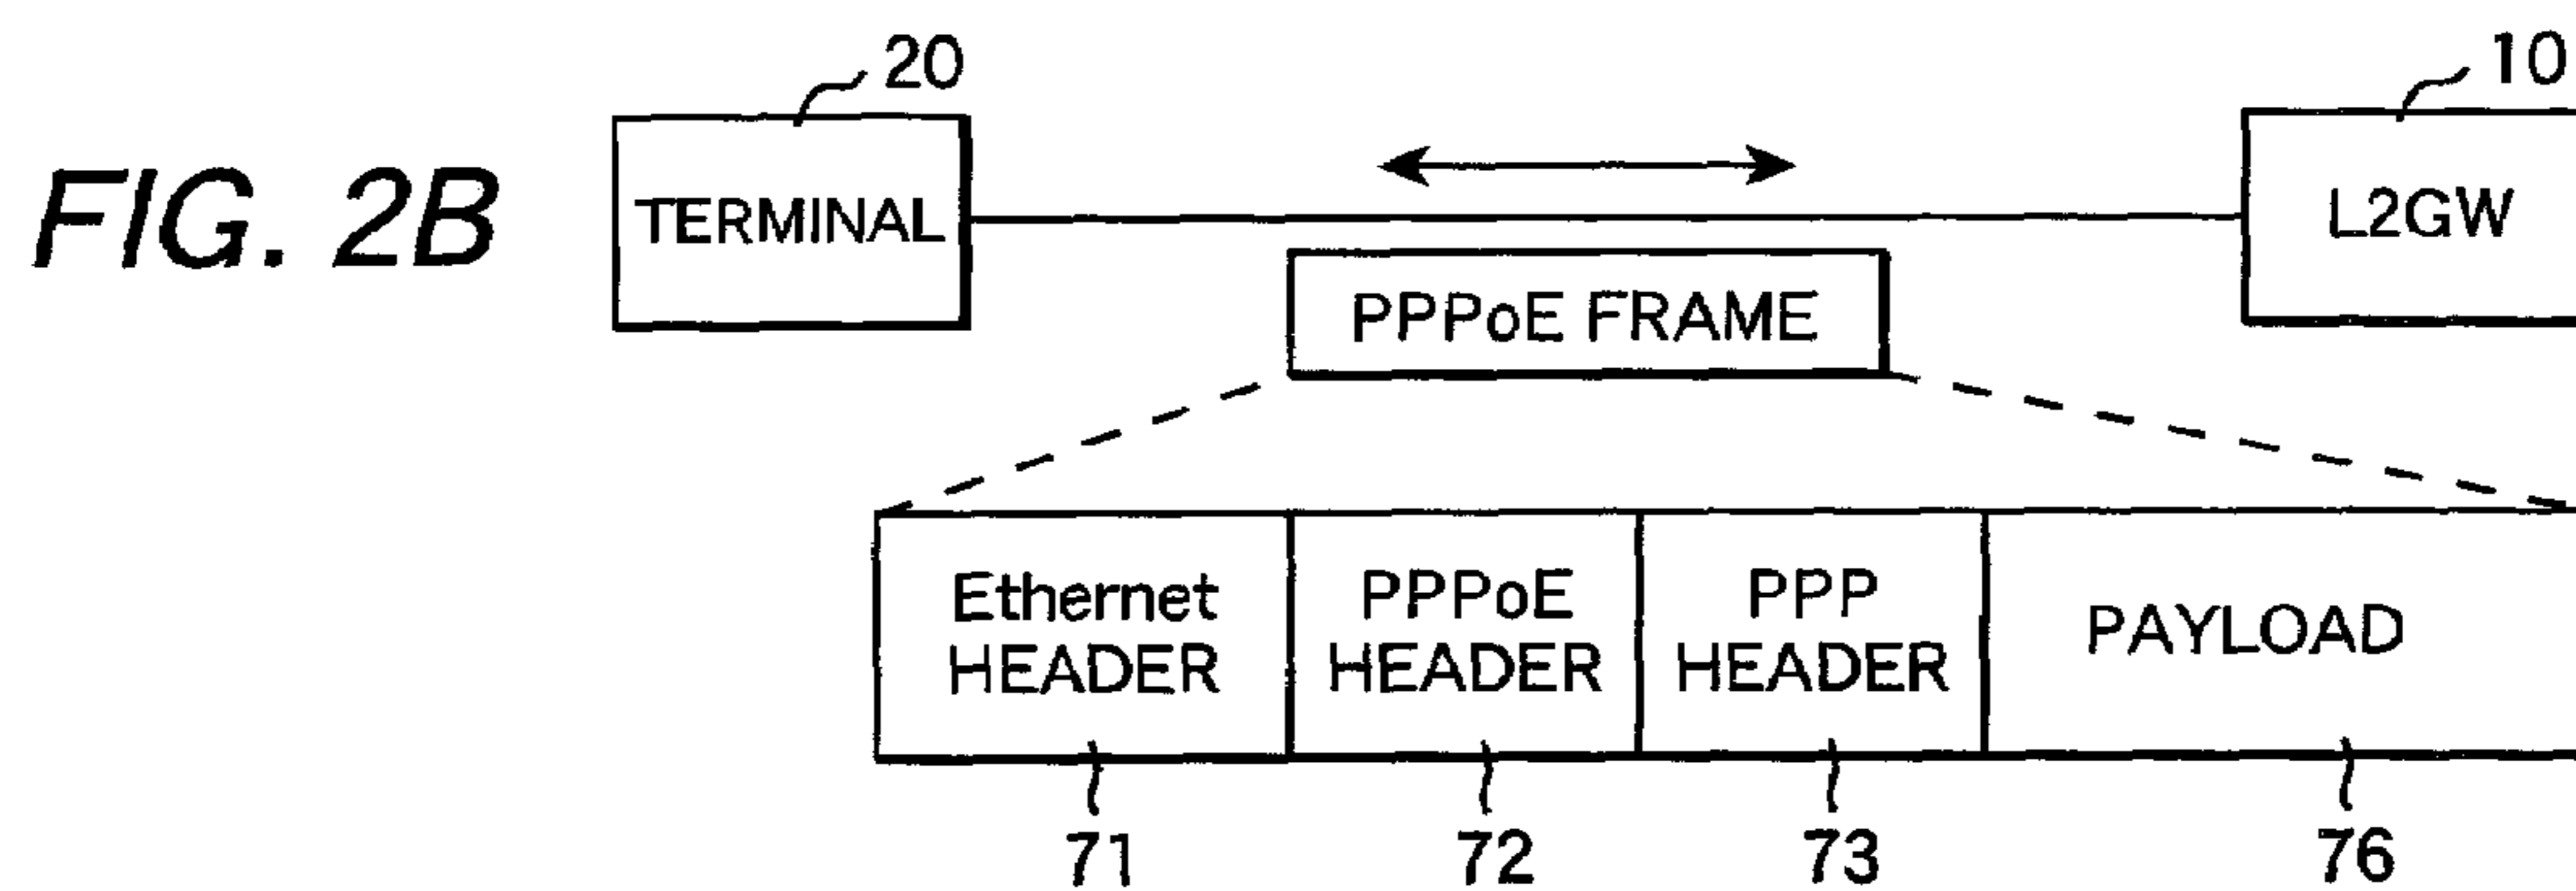 20
10
FIG. 2B
TERMINAL
L2GW
PPPoE FRAME
Ethernet
HEADER
PPPoE
HEADER
PPP
HEADER
PAYLOAD
71
72
73
76